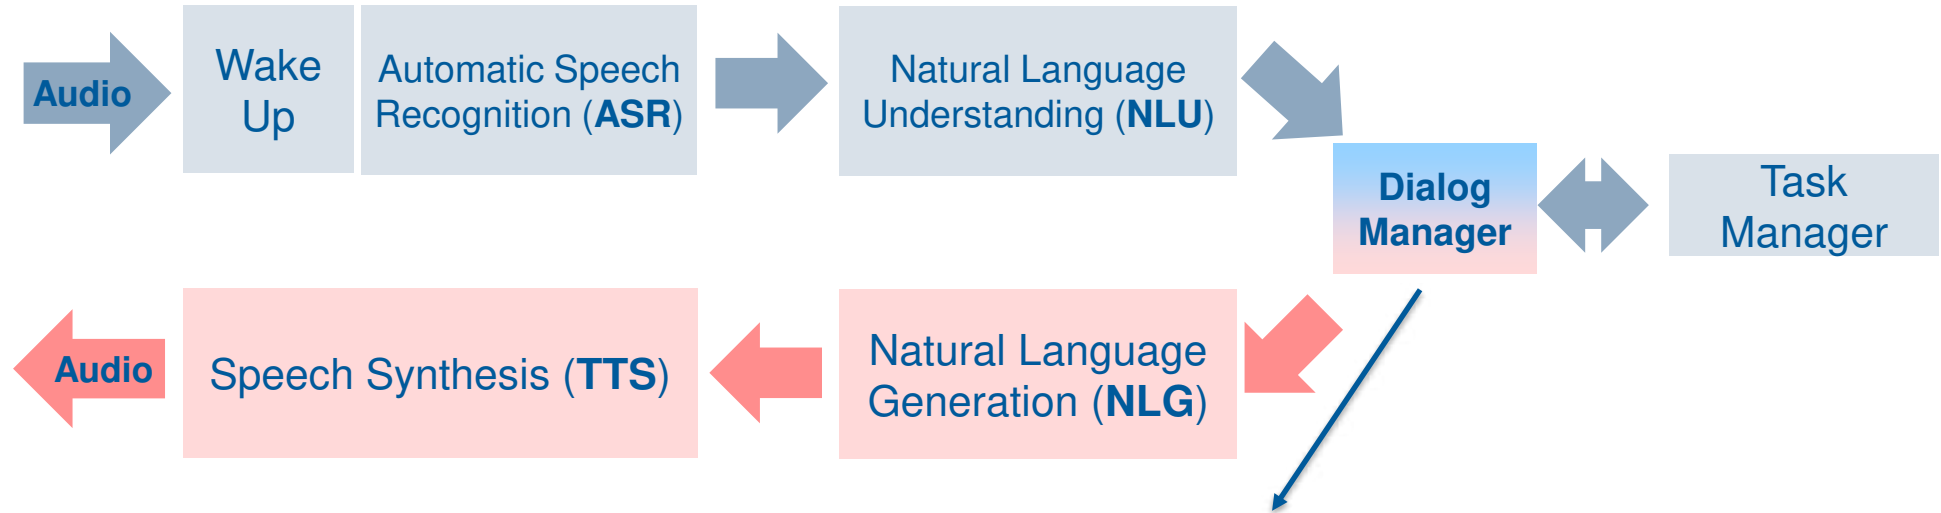 Audio
Wake
Up
Automatic Speech
Recognition (ASR)
Natural Language
Understanding (NLU)
Dialog
Manager
Task
Manager
Audio
Speech Synthesis (TTS)
Natural Language
Generation (NLG)